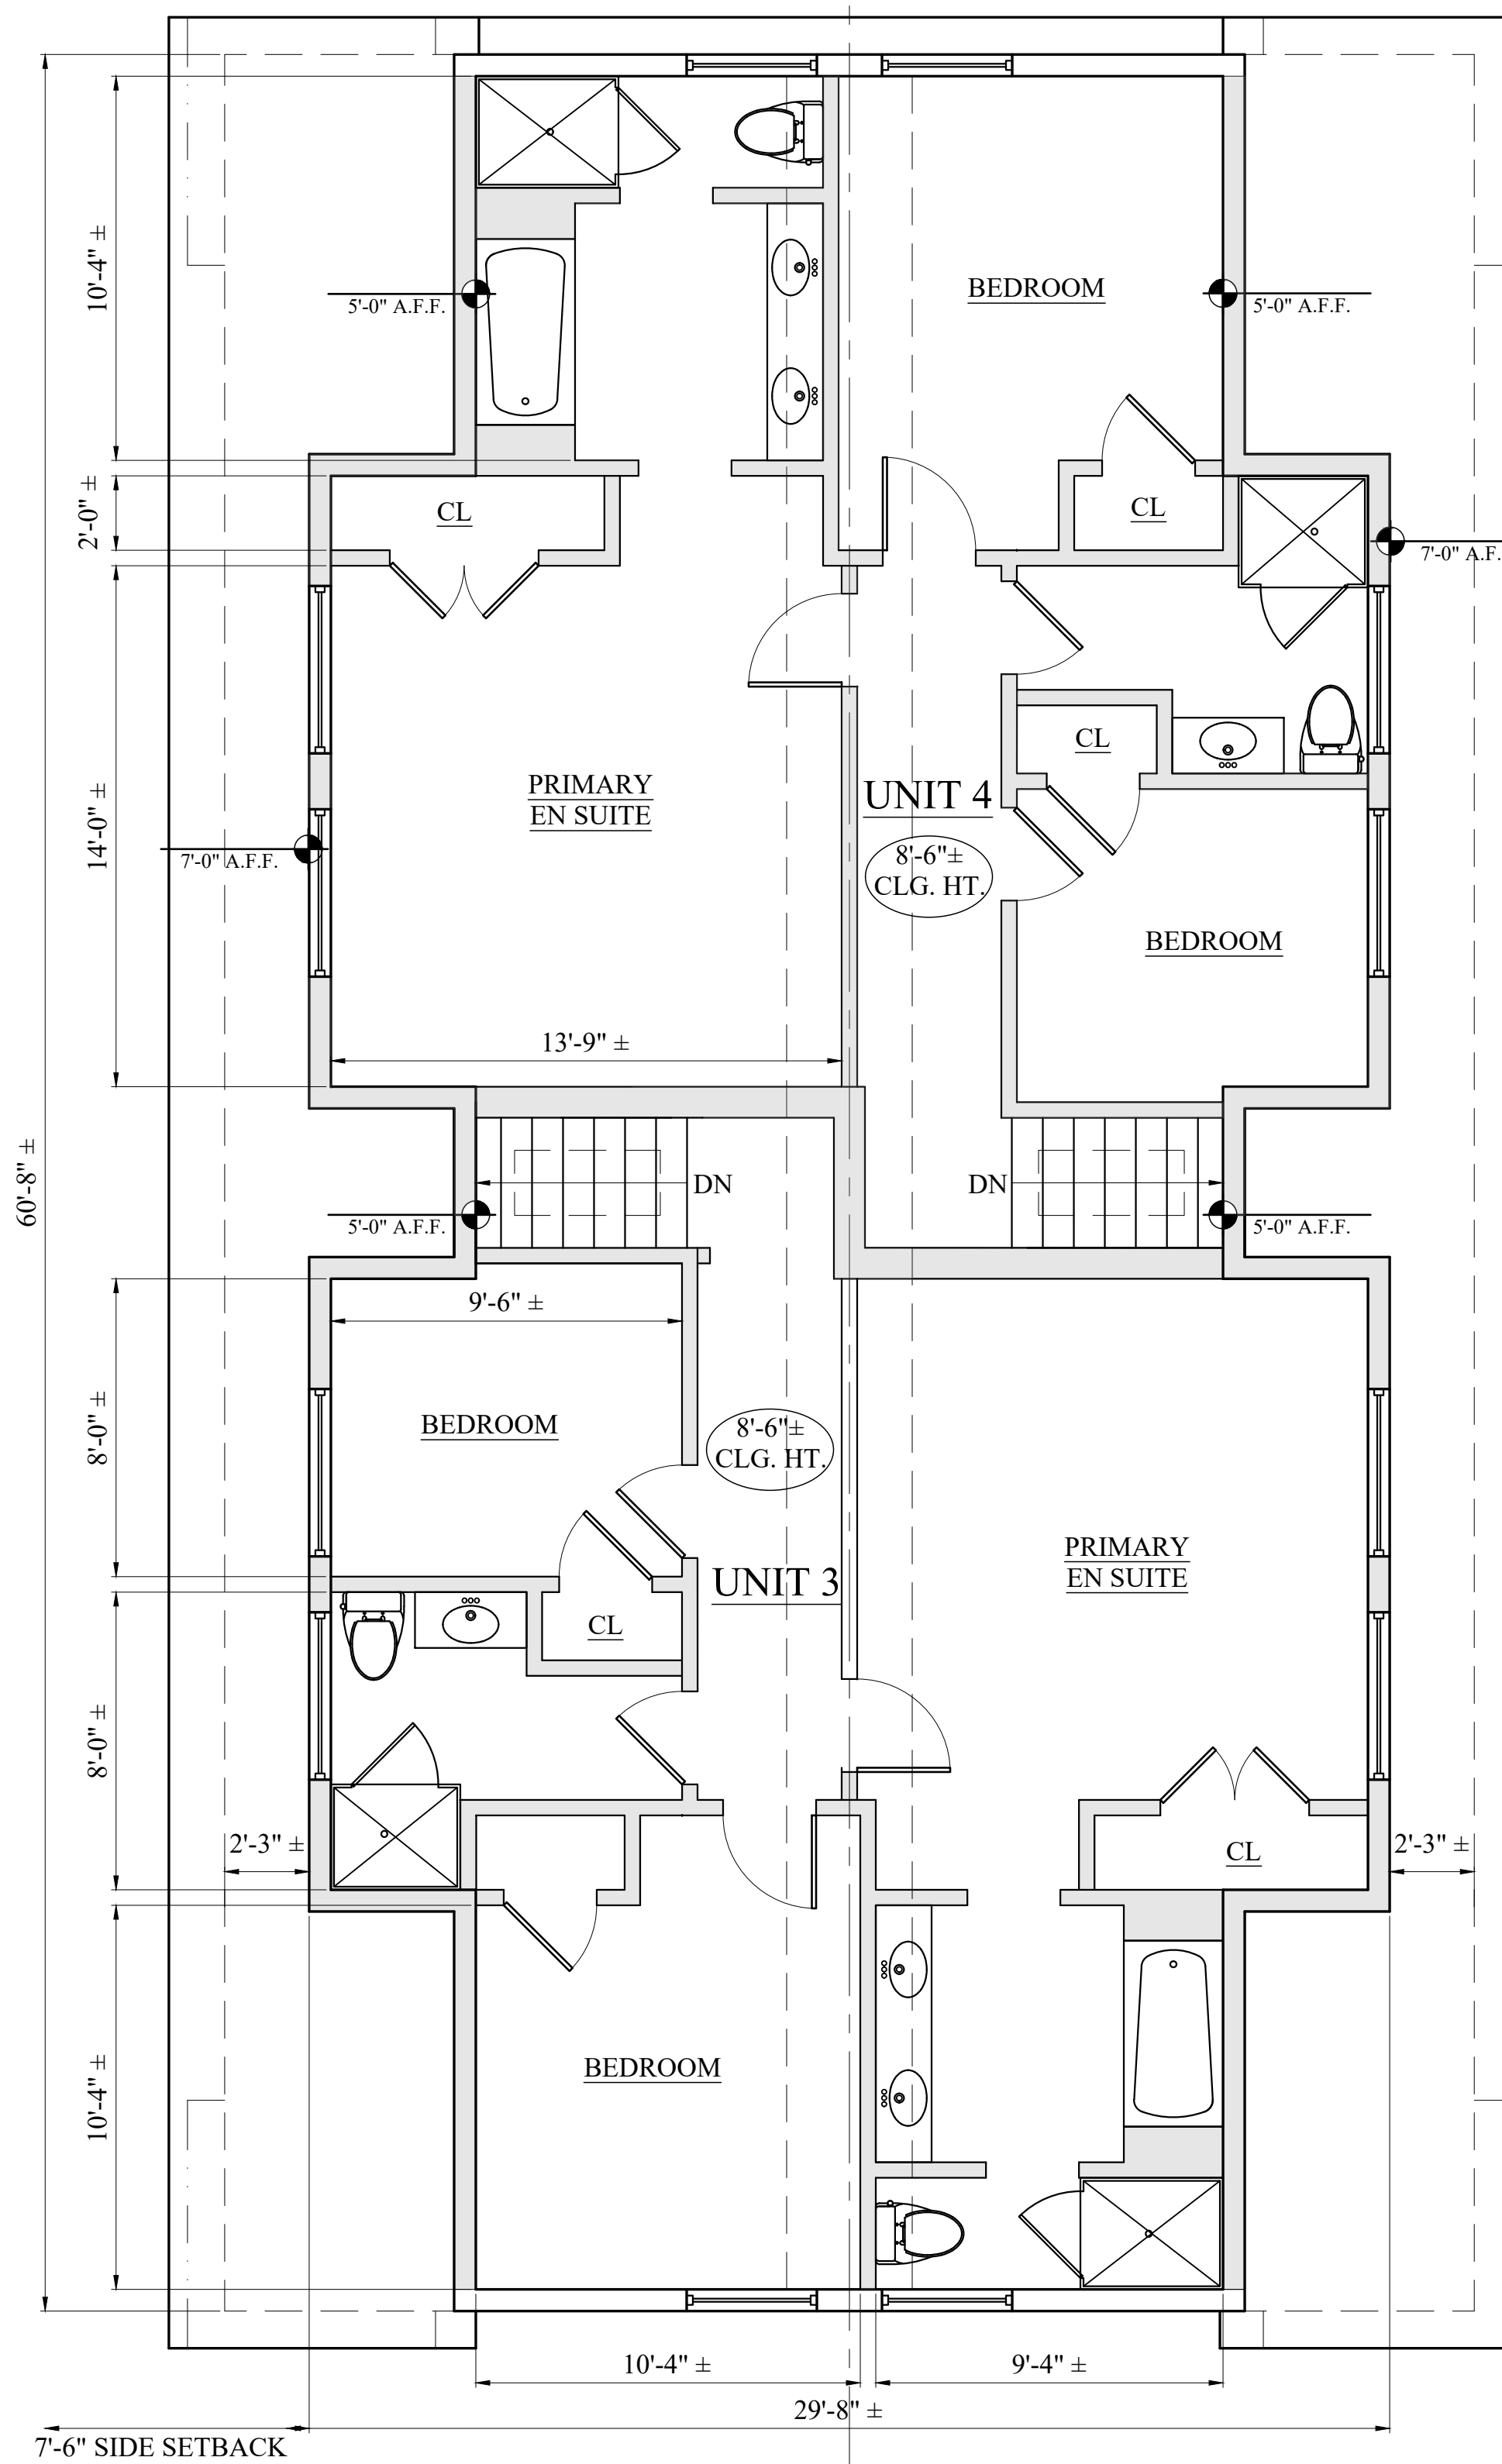 10'-4" ±
BEDROOM
5'-0" A.F.F.
5'-0" A.F.F.
2'-0" ±
CL
CL
7'-0" A.F.
CL
PRIMARY
EN SUITE
UNIT 4
14'-0" ±
7'-0" A.F.F.
8'-6"±
CLG. HT.
BEDROOM
13'-9" ±
60'-8" ±
DN
DN
5'-0" A.F.F.
5'-0" A.F.F.
9'-6" ±
8'-0" ±
BEDROOM
8'-6"±
CLG. HT.
PRIMARY
EN SUITE
UNIT 3
CL
8'-0" ±
2'-3" ±
CL
2'-3" ±
10'-4" ±
BEDROOM
10'-4" ±
9'-4" ±
29'-8" ±
7'-6" SIDE SETBACK